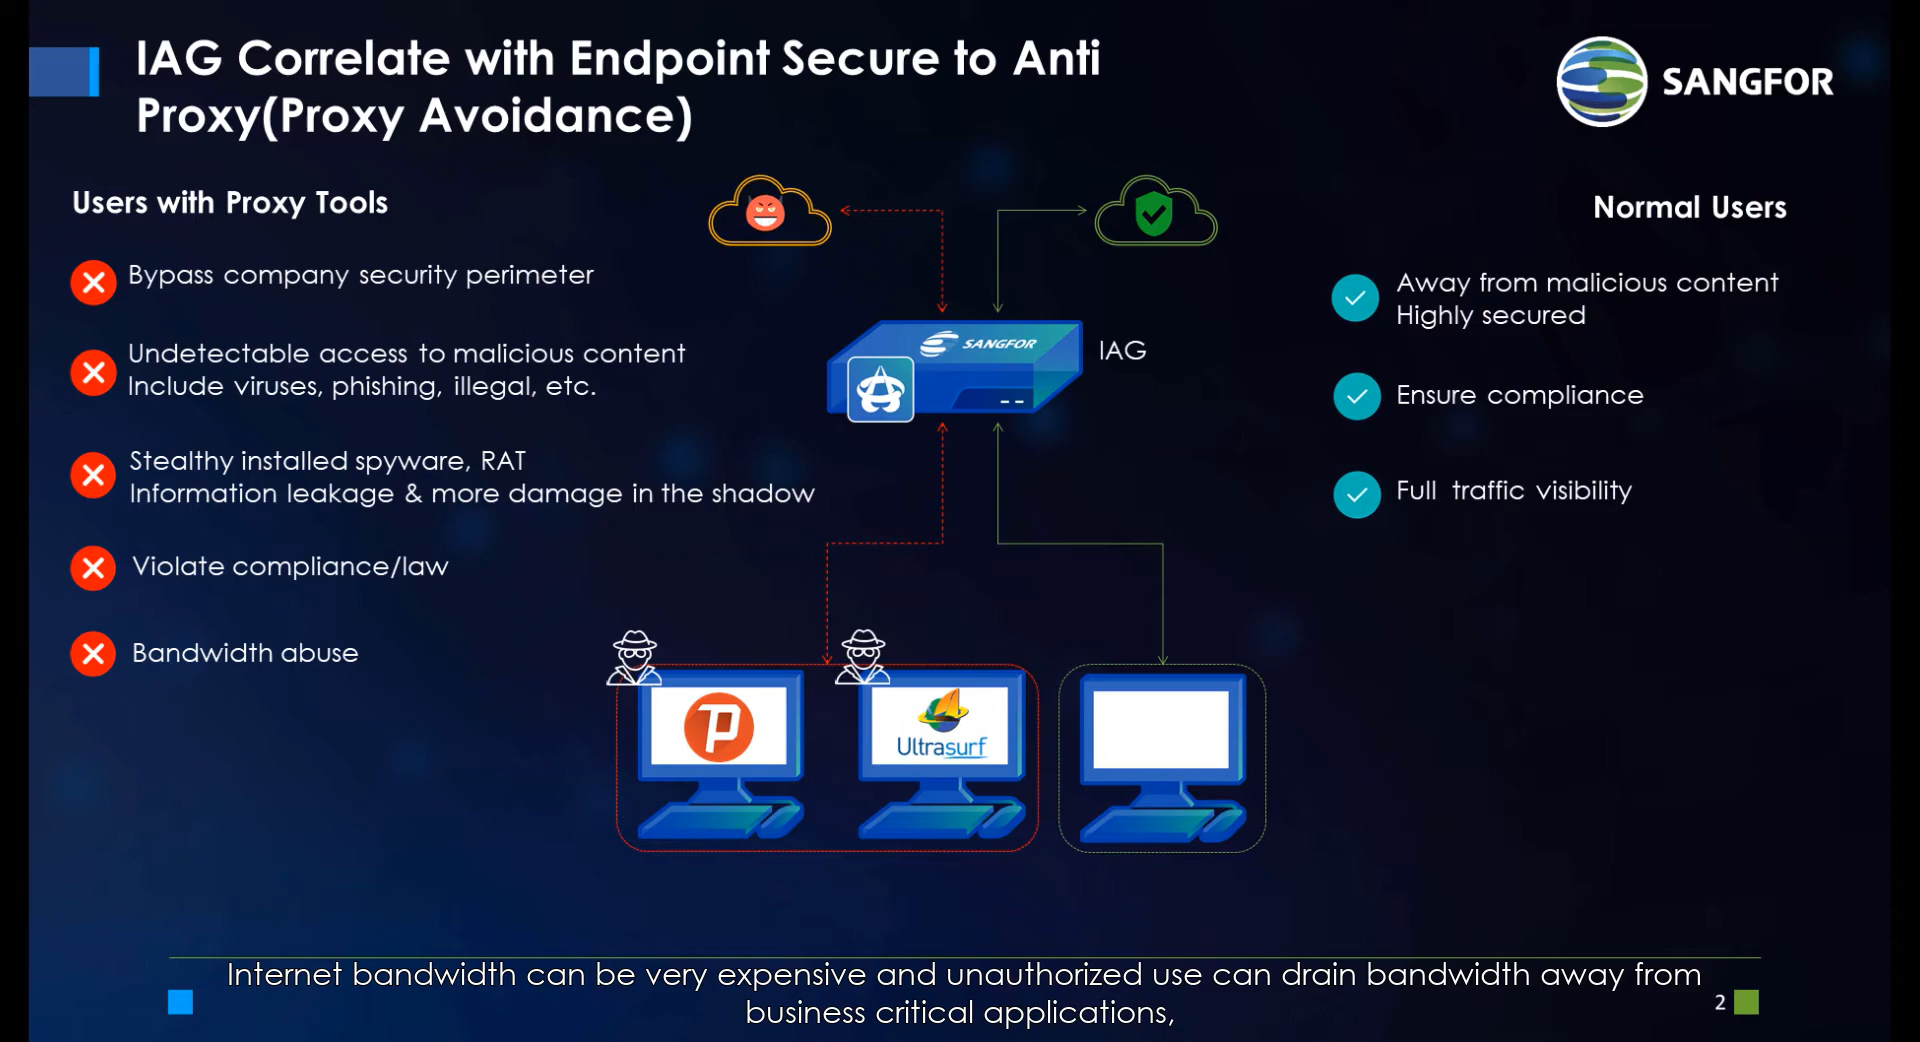 IAG Correlate with Endpoint Secure to Anti
Proxy(Proxy Avoidance)
SANGFOR
Users with Proxy Tools
Bypass company security perimeter
Undetectable access to malicious content
Include viruses, phishing, illegal, etc.
Stealthy installed spyware, RAT
Information leakage & more damage in the shadow
Violate compliance/law
Bandwidth abuse
SANGFOR
IAG
Ultrasurf
Normal Users
Away from malicious content
Highly secured
Ensure compliance
Full traffic visibility
Internet bandwidth can be very expensive and unauthorized use can drain bandwidth away from
business critical applications,
2